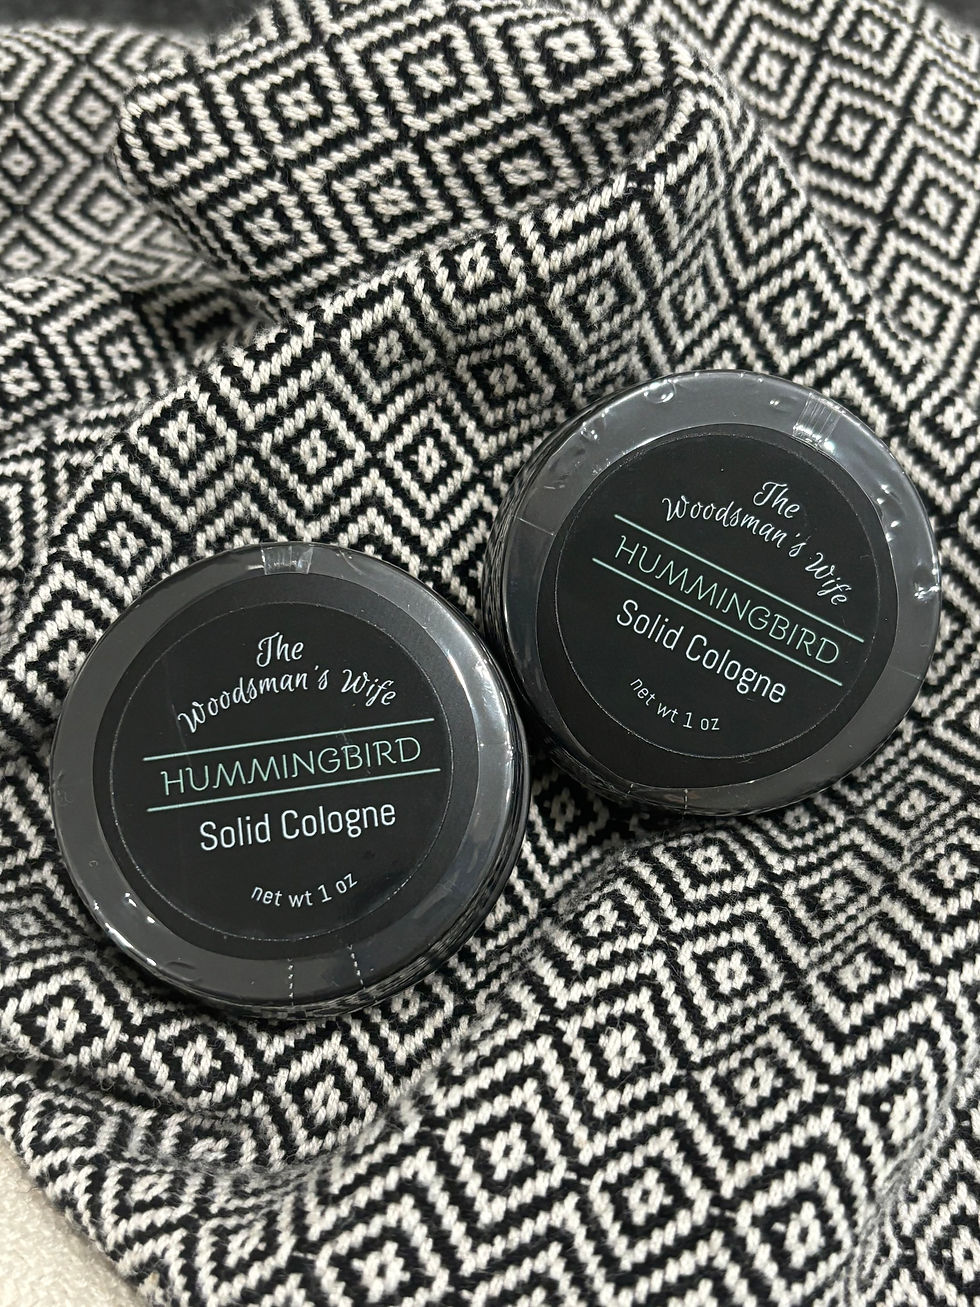 The
Woodsman's Wife
HUMMINGBIRD
Solid Cologne
net wt 1 oz
The
Woodsman's Wife
HUMMINGBIRD
Solid Cologne
net wt 1 oz